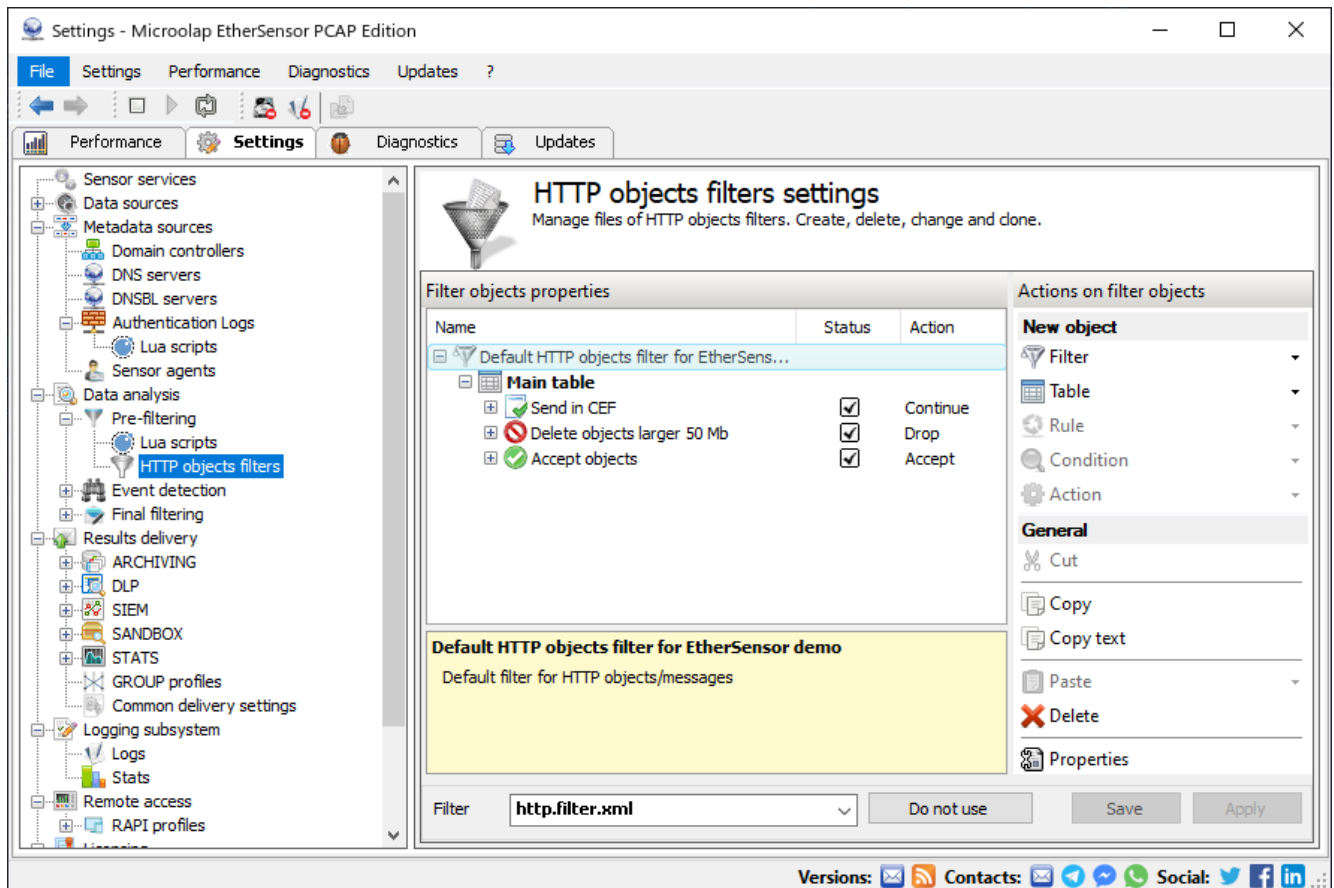 Settings - Microolap EtherSensor PCAP Edition
File Settings Performance Diagnostics Updates ?
Performance Settings Diagnostics Updates
Sensor services
Data sources
Metadata sources
Domain controllers
DNS servers
DNSBL servers
Authentication Logs
Lua scripts
Sensor agents
Data analysis
Pre-filtering
Lua scripts
HTTP objects filters
Event detection
Final filtering
Results delivery
ARCHIVING
DLP
SIEM
SANDBOX
STATS
GROUP profiles
Common delivery settings
Logging subsystem
Logs
Stats
Remote access
RAPI profiles
Licensing
HTTP objects filters settings
Manage files of HTTP objects filters. Create, delete, change and clone.
Filter objects properties
Name Status Action
Default HTTP objects filter for EtherSens...
Main table
Send in CEF Continue
Delete objects larger 50 Mb Drop
Accept objects Accept
Default HTTP objects filter for EtherSensor demo
Default filter for HTTP objects/messages
Filter http.filter.xml Do not use Save Apply
Actions on filter objects
New object
Filter
Table
Rule
Condition
Action
General
Cut
Copy
Copy text
Paste
Delete
Properties
Versions: Contacts: Social: